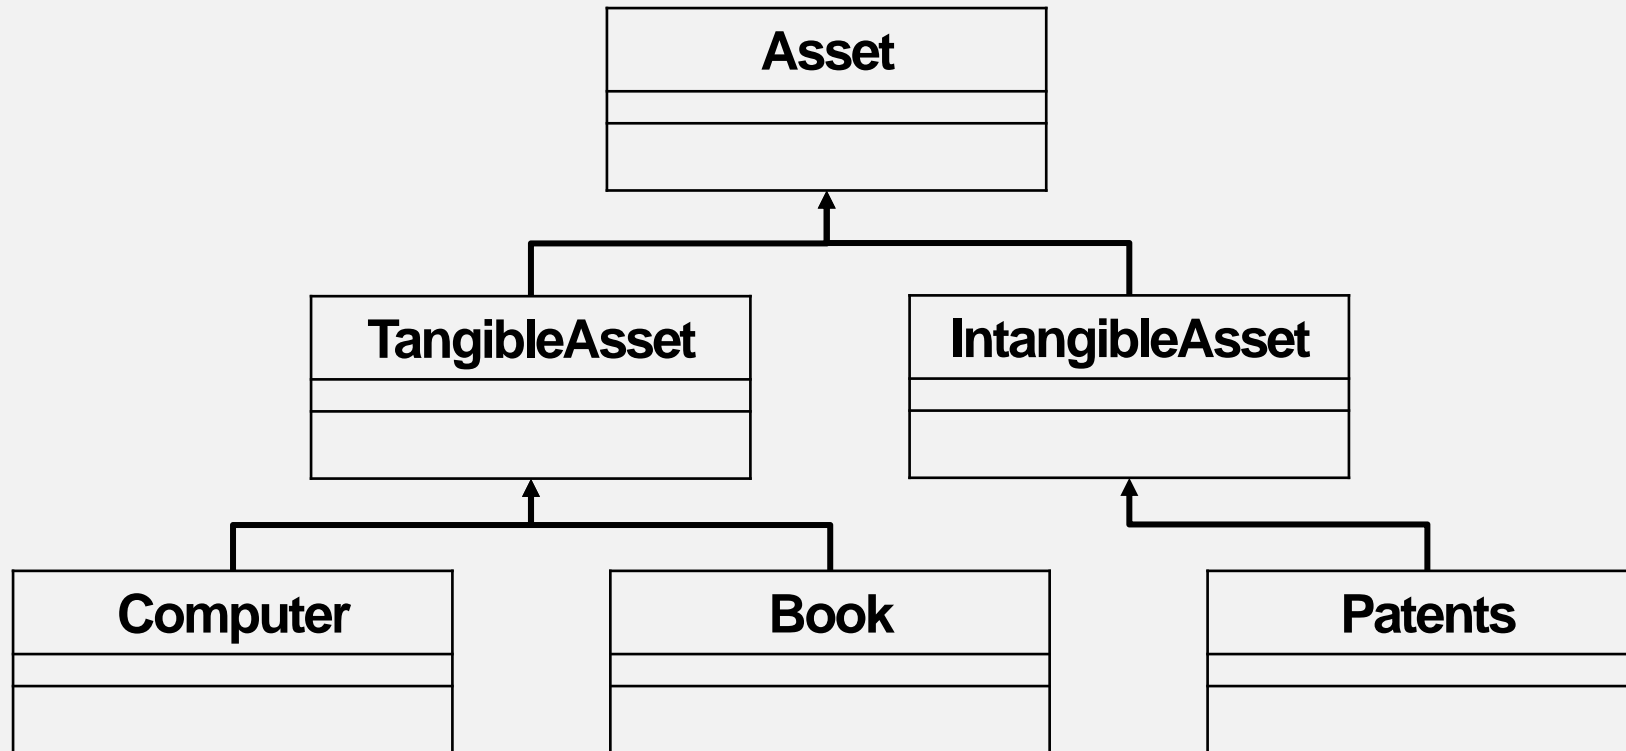 Asset
TangibleAsset
IntangibleAsset
Computer
Book
Patents